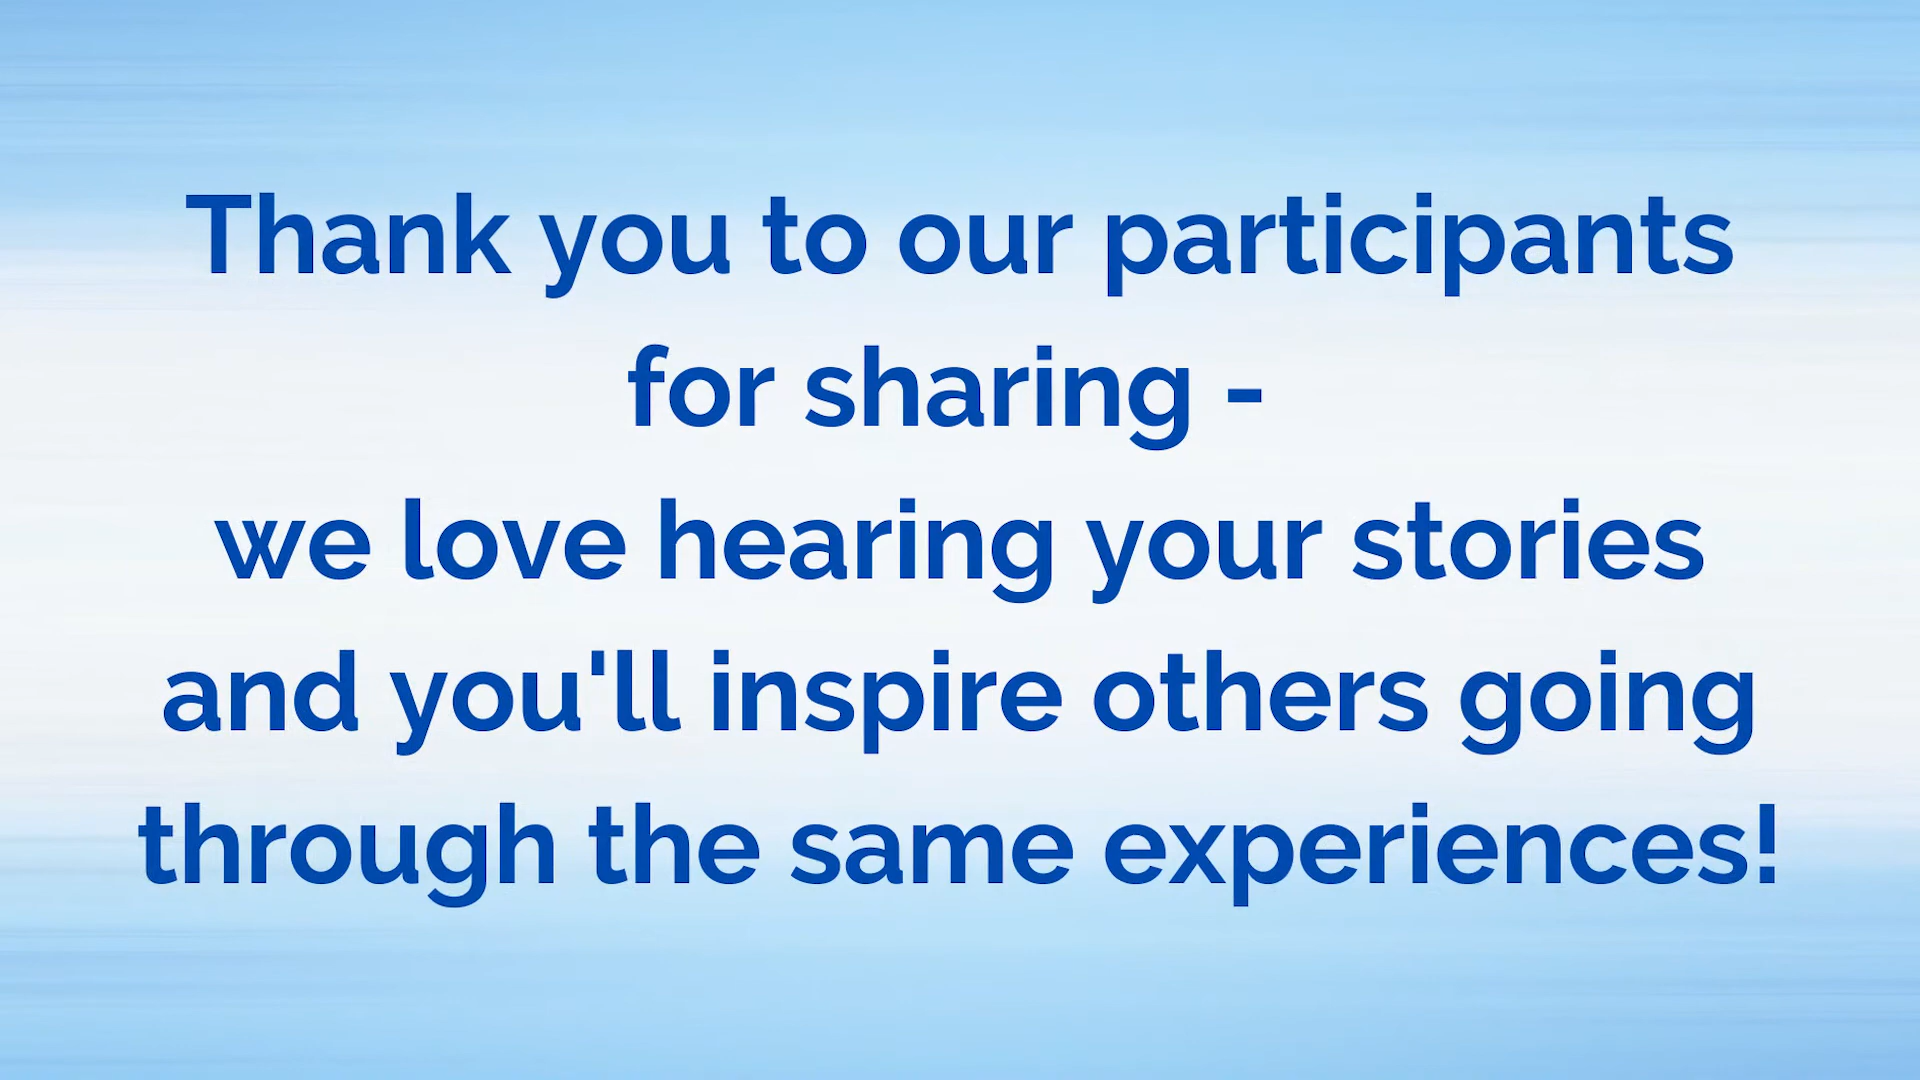 Thank you to our participants
for sharing -
we love hearing your stories
and you'll inspire others going
through the same experiences!